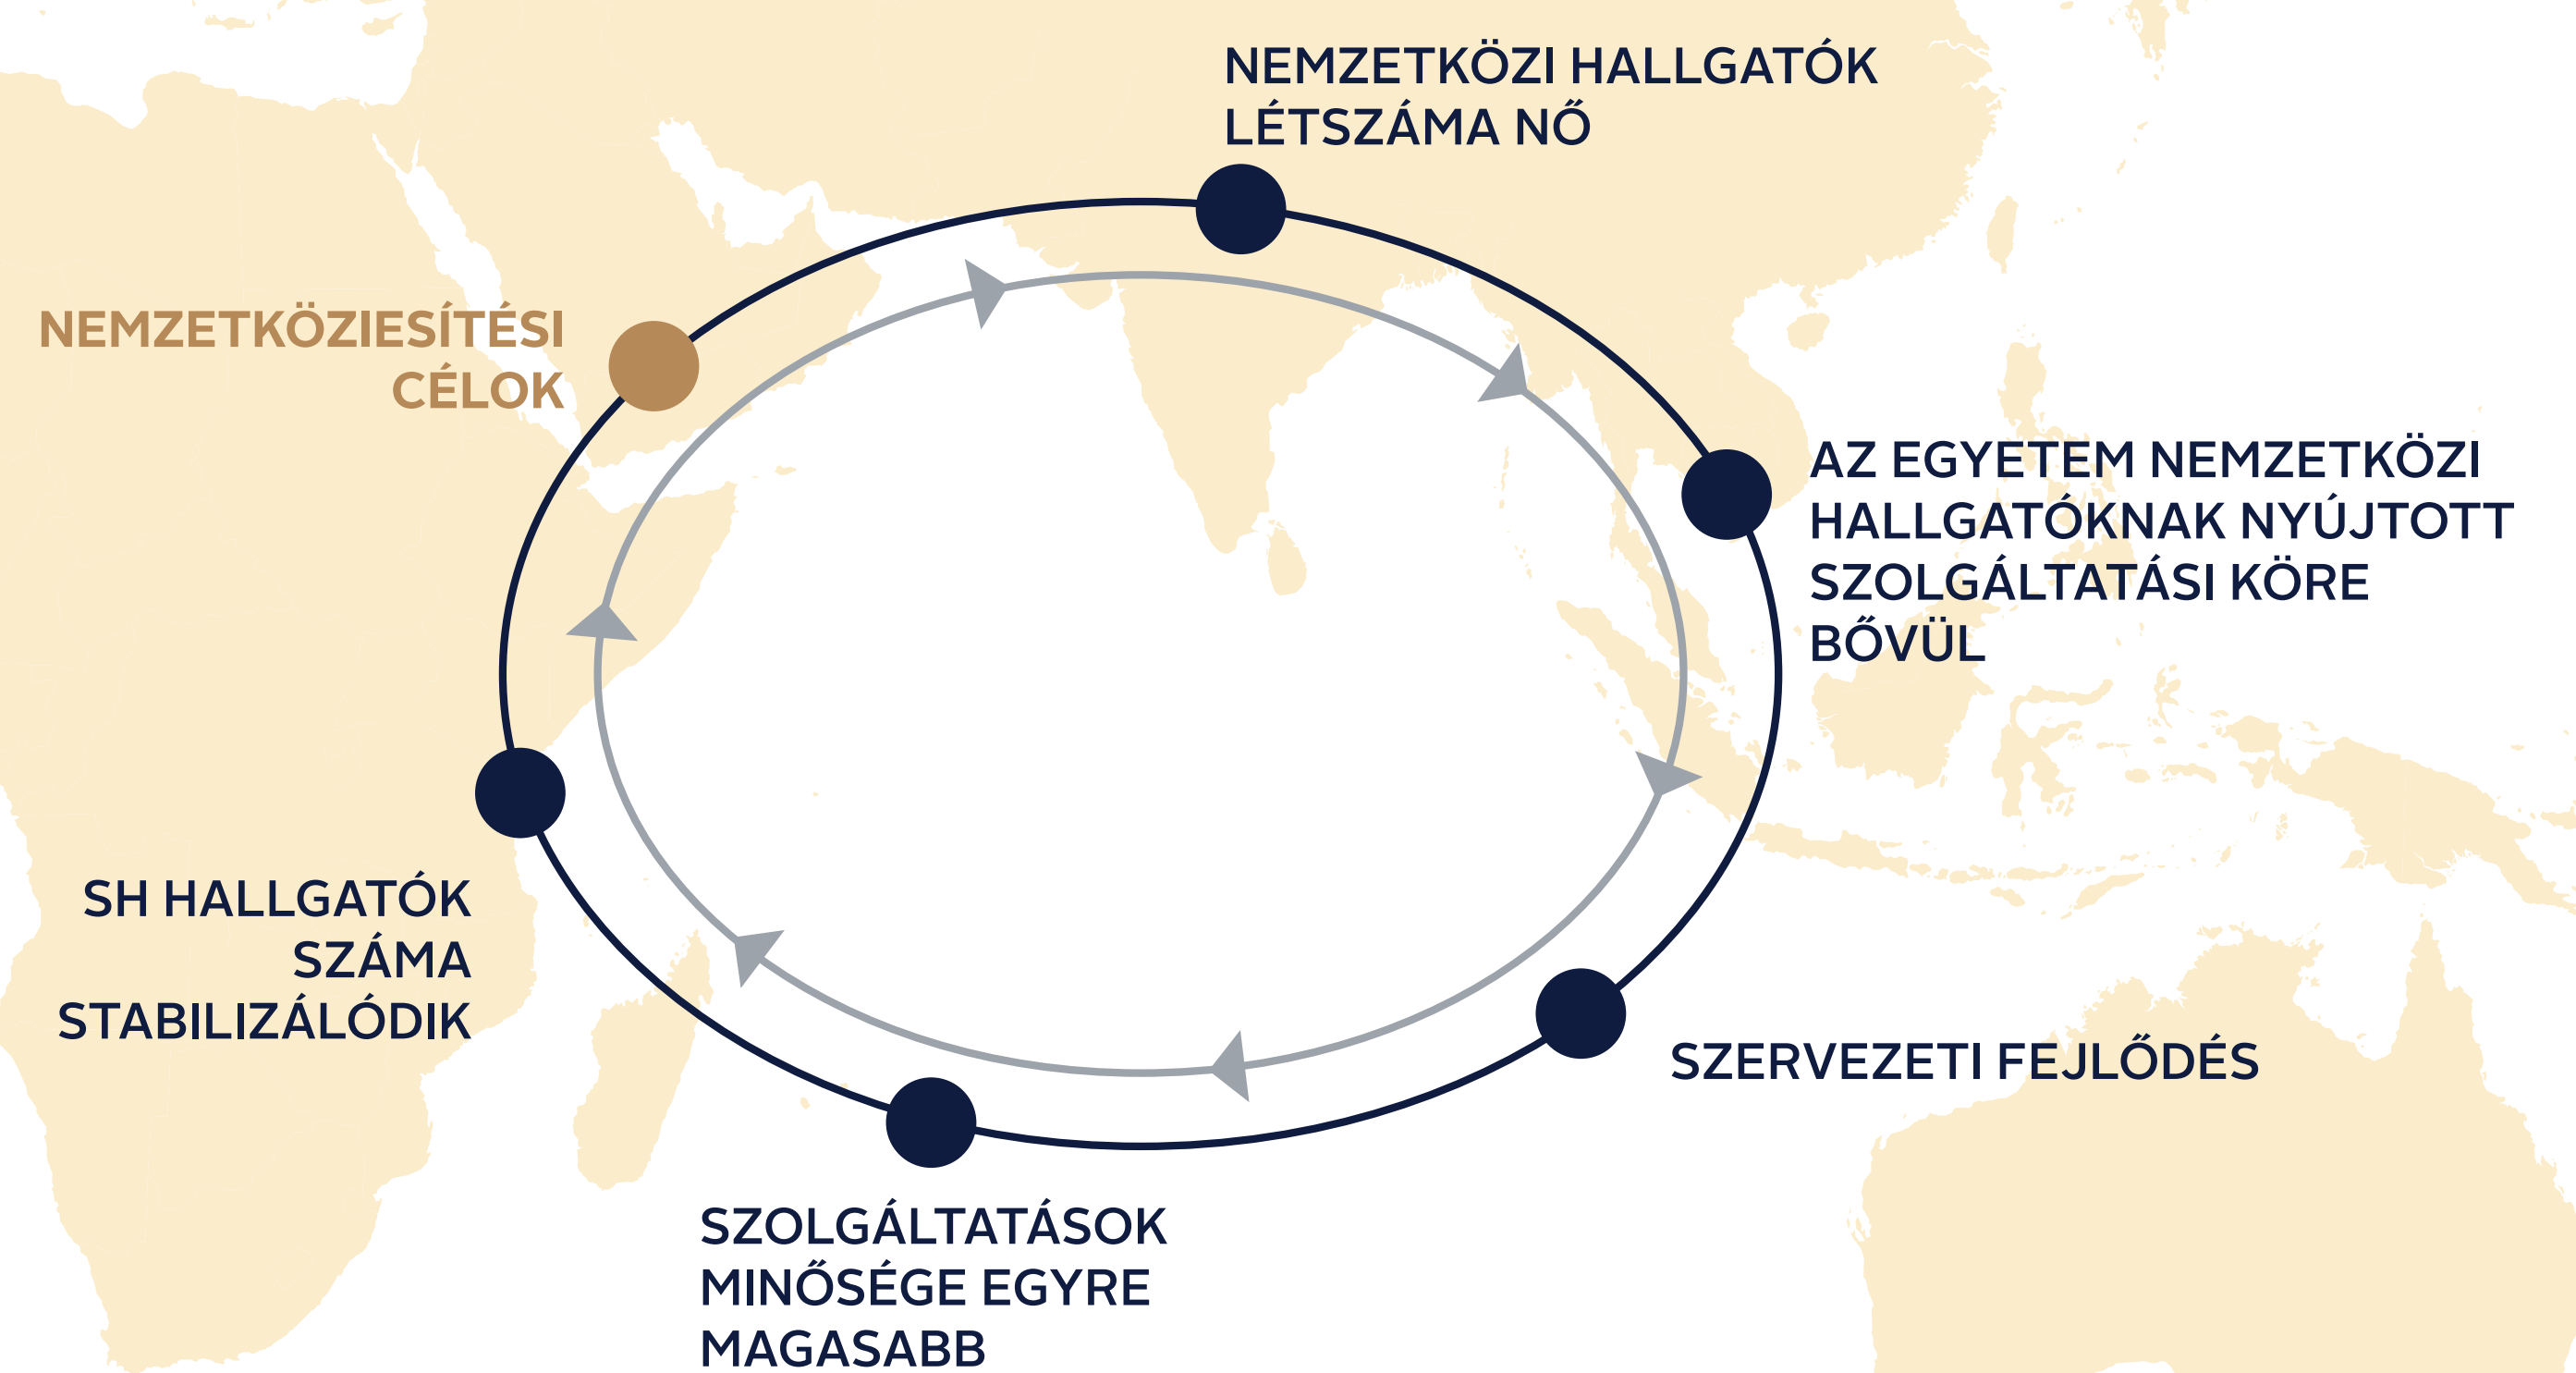 NEMZETKÖZI HALLGATÓK
LÉTSZÁMA NŐ
NEMZETKÖZIESÍTÉSI
CÉLOK
AZ EGYETEM NEMZETKÖZI
HALLGATÓKNAK NYÚJTOTT
SZOLGÁLTATÁSI KÖRE
BŐVÜL
SH HALLGATÓK
SZÁMA
STABILIZÁLÓDIK
SZERVEZETI FEJLŐDÉS
SZOLGÁLTATÁSOK
MINŐSÉGE EGYRE
MAGASABB